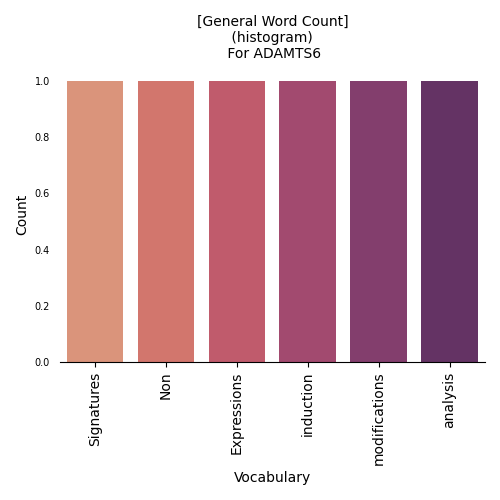 [General Word Count]
(histogram)
For ADAMTS6
1.0
0.8
0.6
0.4
0.2
0.0
Count
Signatures
Non
Expressions
induction
modifications
analysis
Vocabulary